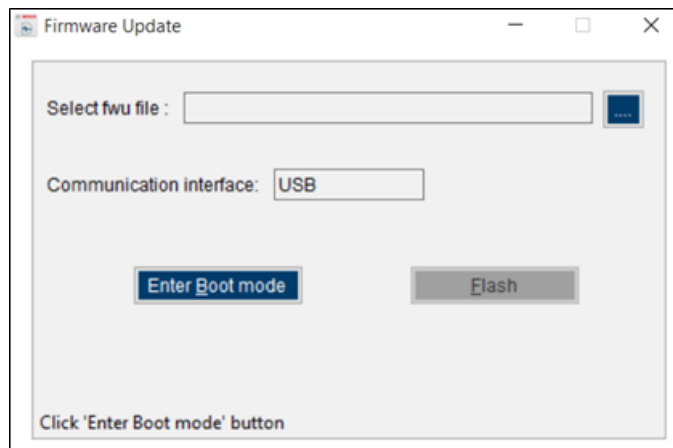 Firmware Update
Select fwu file :
....
Communication interface: USB
Enter Boot mode Flash
Click 'Enter Boot mode' button